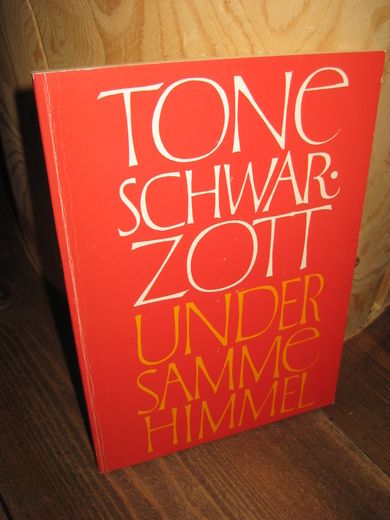 TONE
SCHWAR·
ZOTT
UNDER
SAMME
HIMMEL